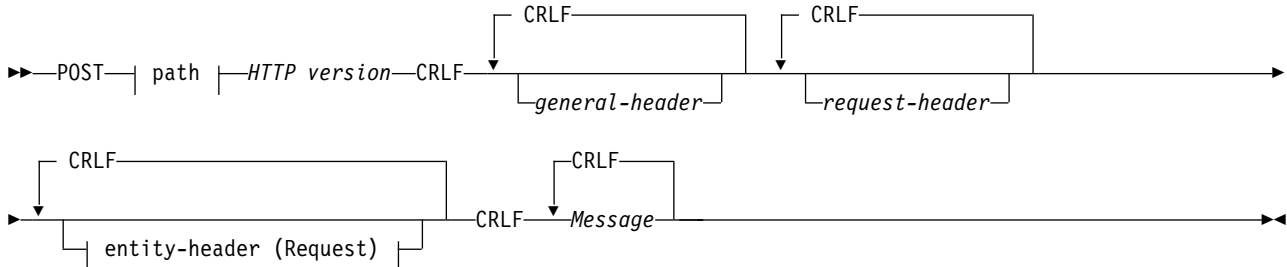 CRLF CRLF
POST path HTTP version CRLF
general-header request-header
CRLF CRLF
CRLF Message
entity-header (Request)